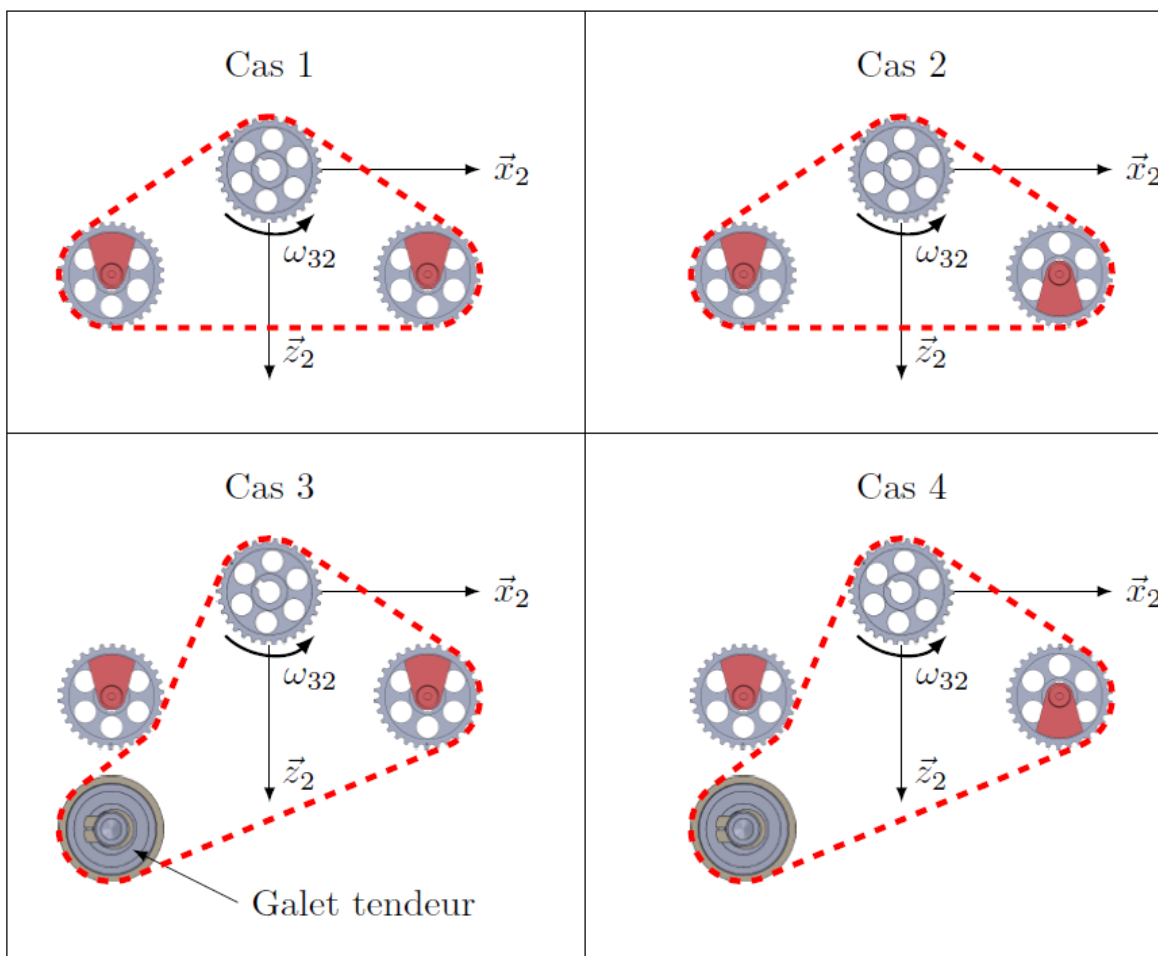 Cas 1
x⃗₂
ω₃₂
z⃗₂
Cas 2
x⃗₂
ω₃₂
z⃗₂
Cas 3
x⃗₂
ω₃₂
z⃗₂
Galet tendeur
Cas 4
x⃗₂
ω₃₂
z⃗₂